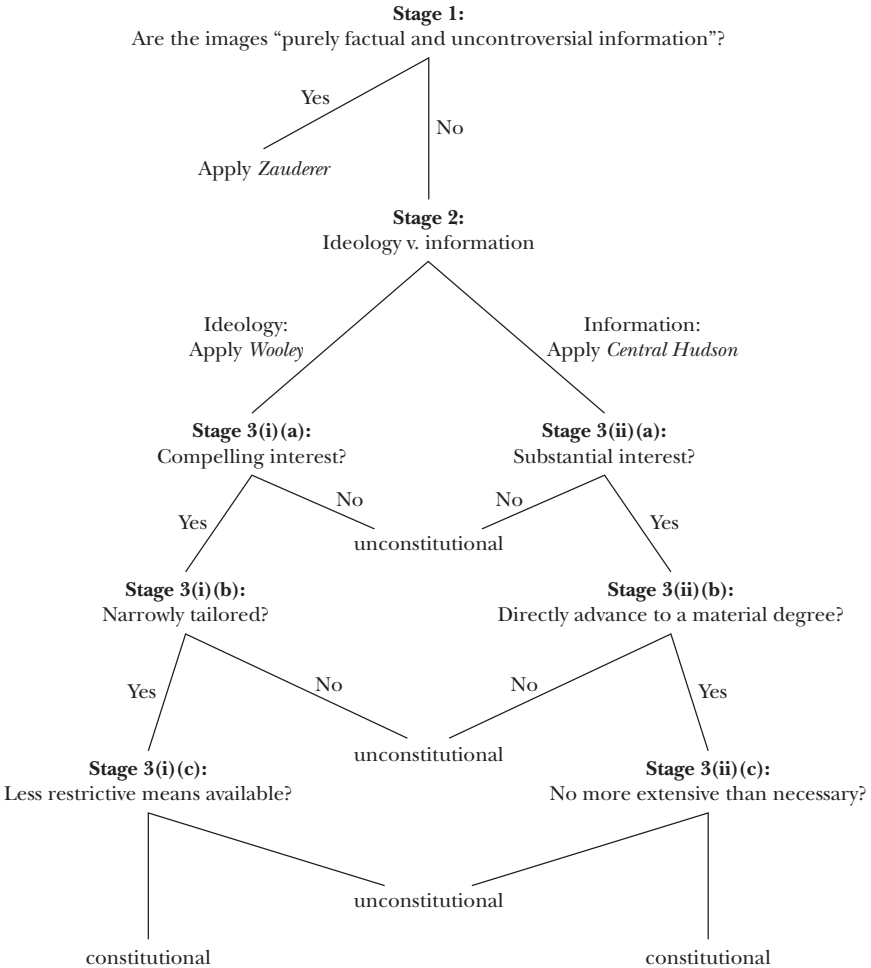 Stage 1:
Are the images “purely factual and uncontroversial information”?
Yes
No
Apply Zauderer
Stage 2:
Ideology v. information
Ideology:
Apply Wooley
Information:
Apply Central Hudson
Stage 3(i)(a):
Compelling interest?
Stage 3(ii)(a):
Substantial interest?
No
No
Yes
Yes
unconstitutional
Stage 3(i)(b):
Narrowly tailored?
Stage 3(ii)(b):
Directly advance to a material degree?
Yes
No
No
Yes
unconstitutional
Stage 3(i)(c):
Less restrictive means available?
Stage 3(ii)(c):
No more extensive than necessary?
unconstitutional
constitutional
constitutional